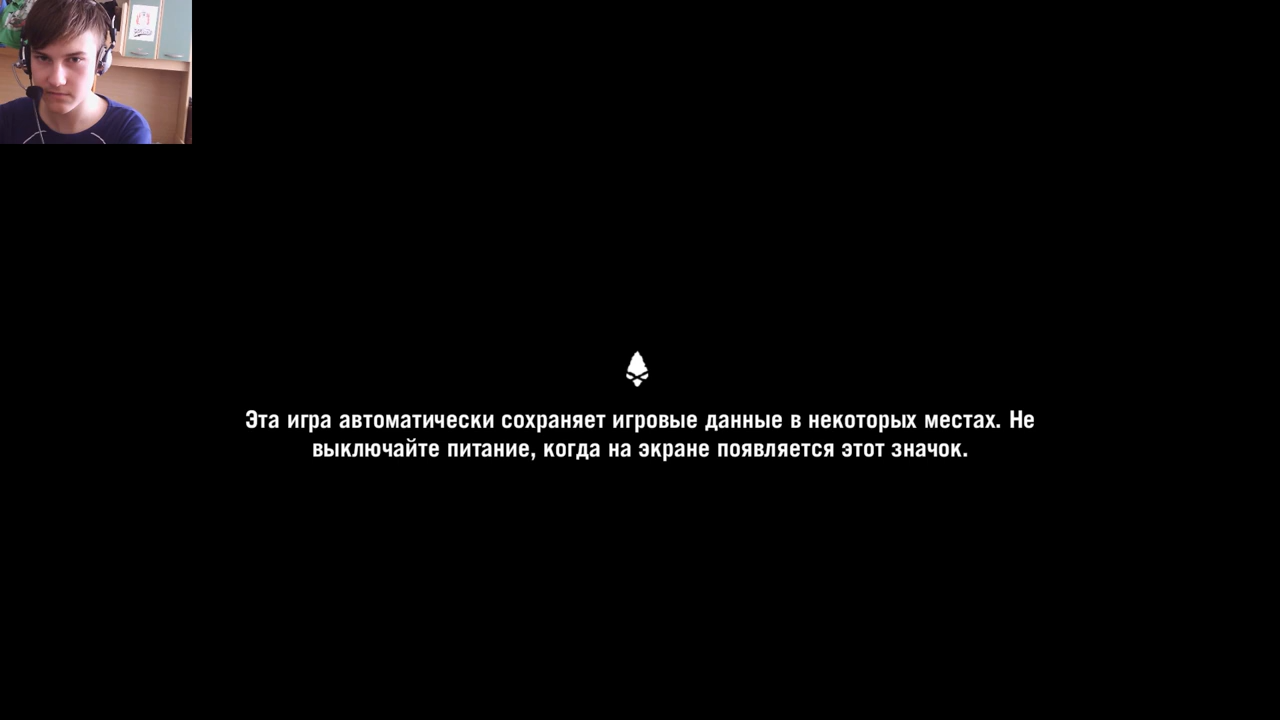 Эта игра автоматически сохраняет игровые данные в некоторых местах. Не
выключайте питание, когда на экране появляется этот значок.